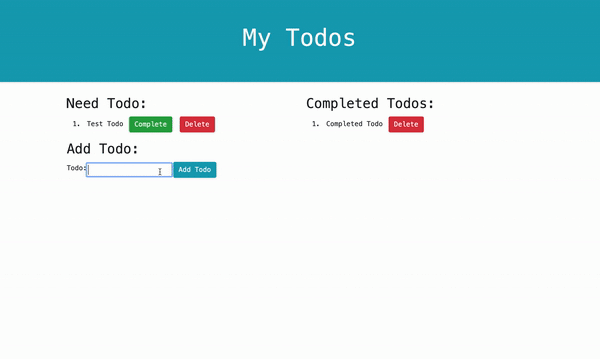 My Todos
Need Todo:
1. Test Todo Complete Delete
Add Todo:
Todo: Add Todo
Completed Todos:
1. Completed Todo Delete